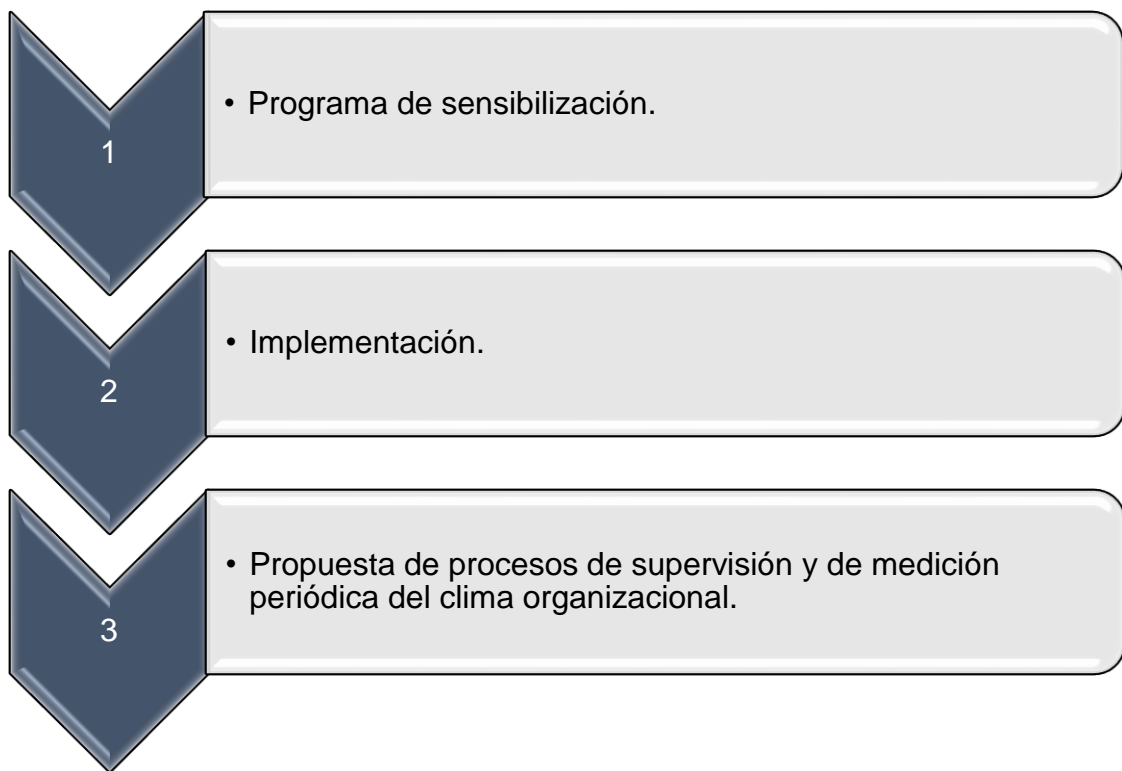 1
• Programa de sensibilización.
2
• Implementación.
3
• Propuesta de procesos de supervisión y de medición
periódica del clima organizacional.